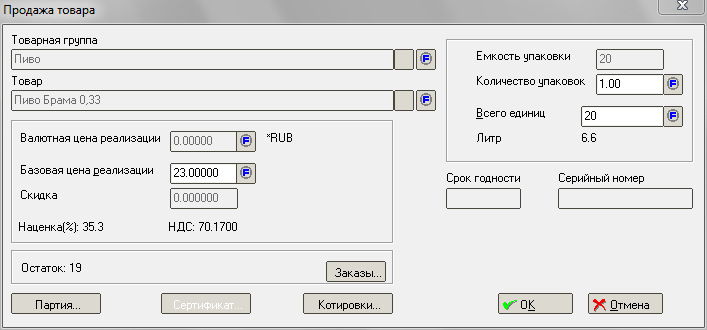 Продажа товара
Товарная группа
Пиво
Товар
Пиво Брама 0,33
Валютная цена реализации 0.00000 *RUB
Базовая цена реализации 23.00000
Скидка 0.000000
Наценка(%): 35.3 НДС: 70.1700
Остаток: 19
Заказы...
Емкость упаковки 20
Количество упаковок 1.00
Всего единиц 20
Литр 6.6
Срок годности Серийный номер
Партия... Сертификат... Котировки... OK Отмена